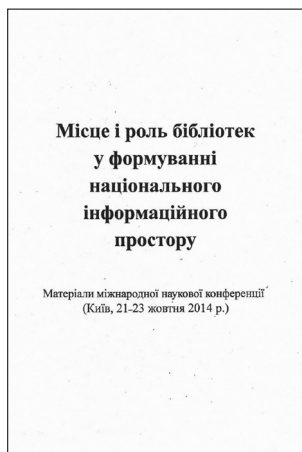 Місце і роль бібліотек
у формуванні
національного
інформаційного
простору
Матеріали міжнародної наукової конференції
(Київ, 21-23 жовтня 2014 р.)